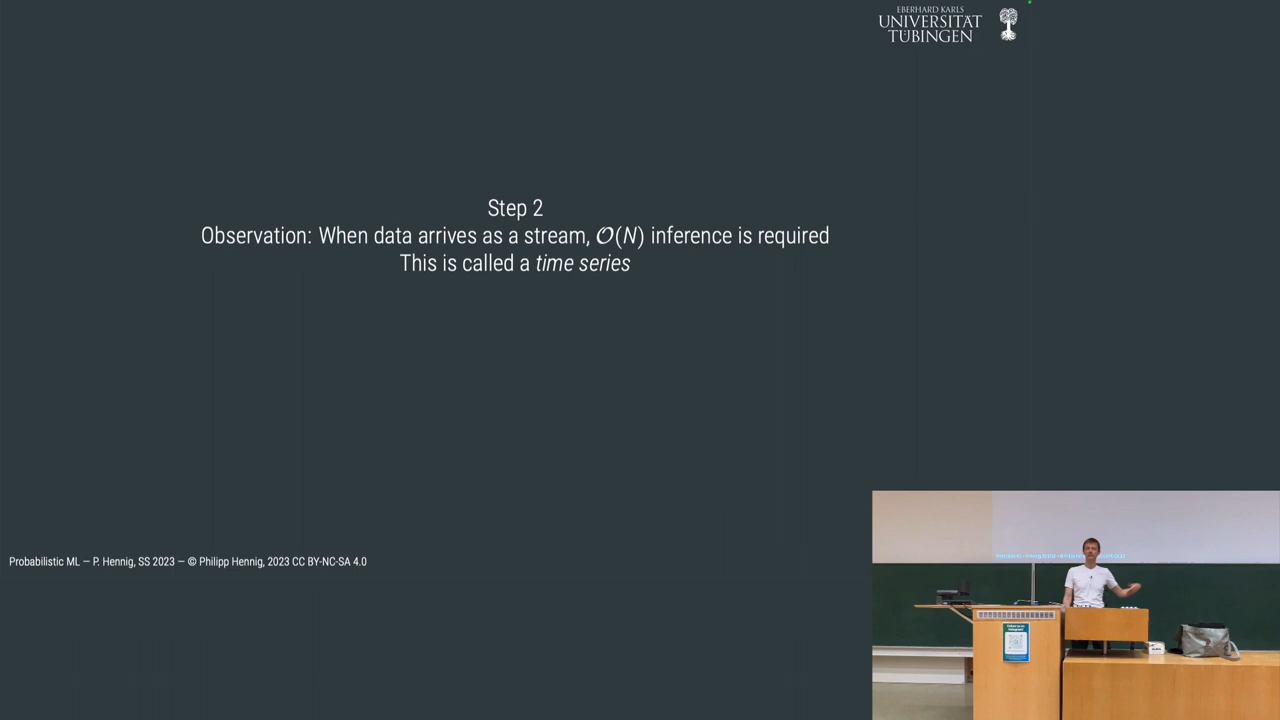 EBERHARD KARLS
UNIVERSITÄT
TÜBINGEN
Step 2
Observation: When data arrives as a stream, 𝒪(N) inference is required
This is called a time series
Probabilistic ML — P. Hennig, SS 2023 — © Philipp Hennig, 2023 CC BY-NC-SA 4.0